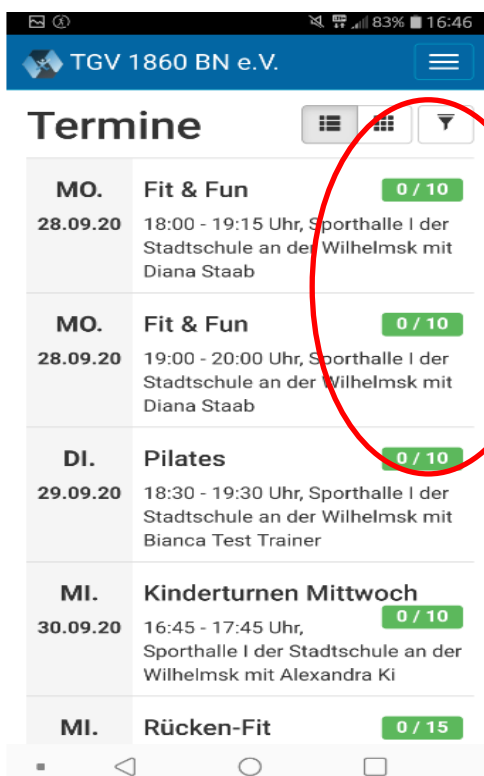 83% 16:46
TGV 1860 BN e.V.
Termine
MO. Fit & Fun 0 / 10
28.09.20 18:00 - 19:15 Uhr, Sporthalle I der
Stadtschule an der Wilhelmsk mit
Diana Staab
MO. Fit & Fun 0 / 10
28.09.20 19:00 - 20:00 Uhr, Sporthalle I der
Stadtschule an der Wilhelmsk mit
Diana Staab
DI. Pilates 0 / 10
29.09.20 18:30 - 19:30 Uhr, Sporthalle I der
Stadtschule an der Wilhelmsk mit
Bianca Test Trainer
MI. Kinderturnen Mittwoch
0 / 10
30.09.20 16:45 - 17:45 Uhr,
Sporthalle I der Stadtschule an der
Wilhelmsk mit Alexandra Ki
MI. Rücken-Fit 0 / 15